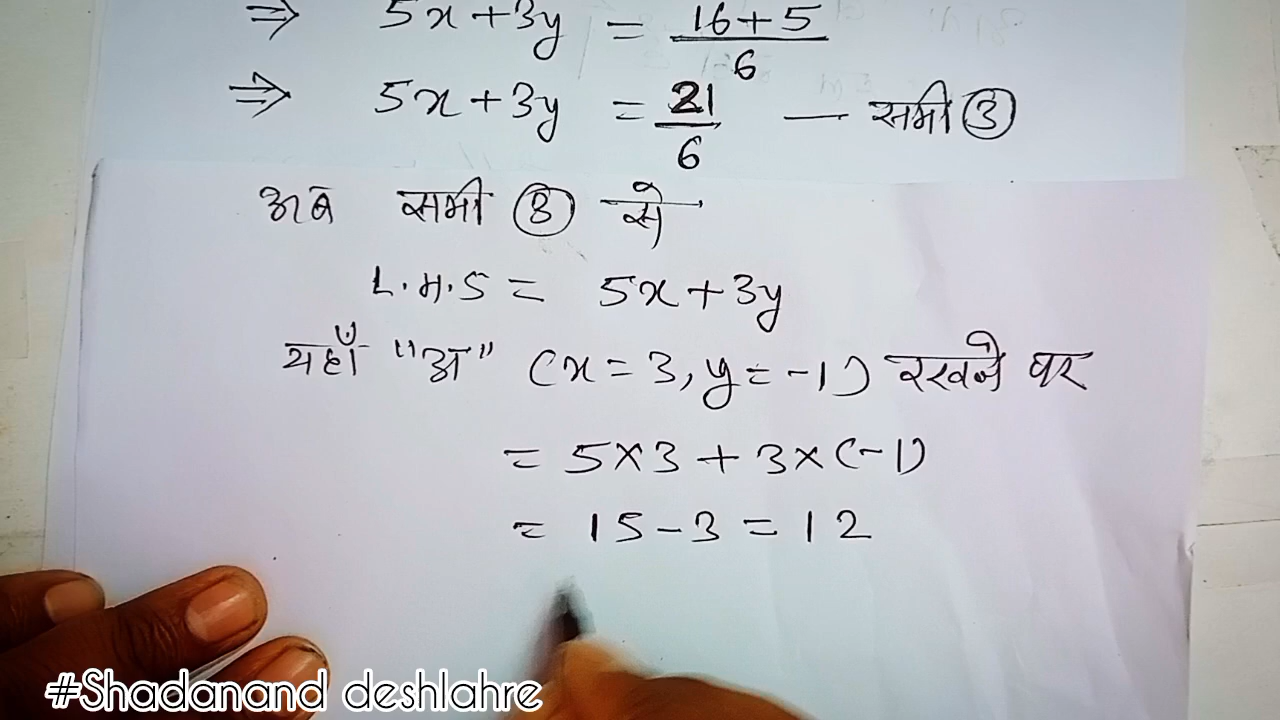 ⇒ 5x+3y = 16+5/6
⇒ 5x+3y = 21/6 — समी ③
अब समी ③ से
L.H.S = 5x+3y
यहाँ "अ" (x=3, y=-1) रखने पर
= 5×3 + 3×(-1)
= 15-3 = 12
#Shadanand deshlahre